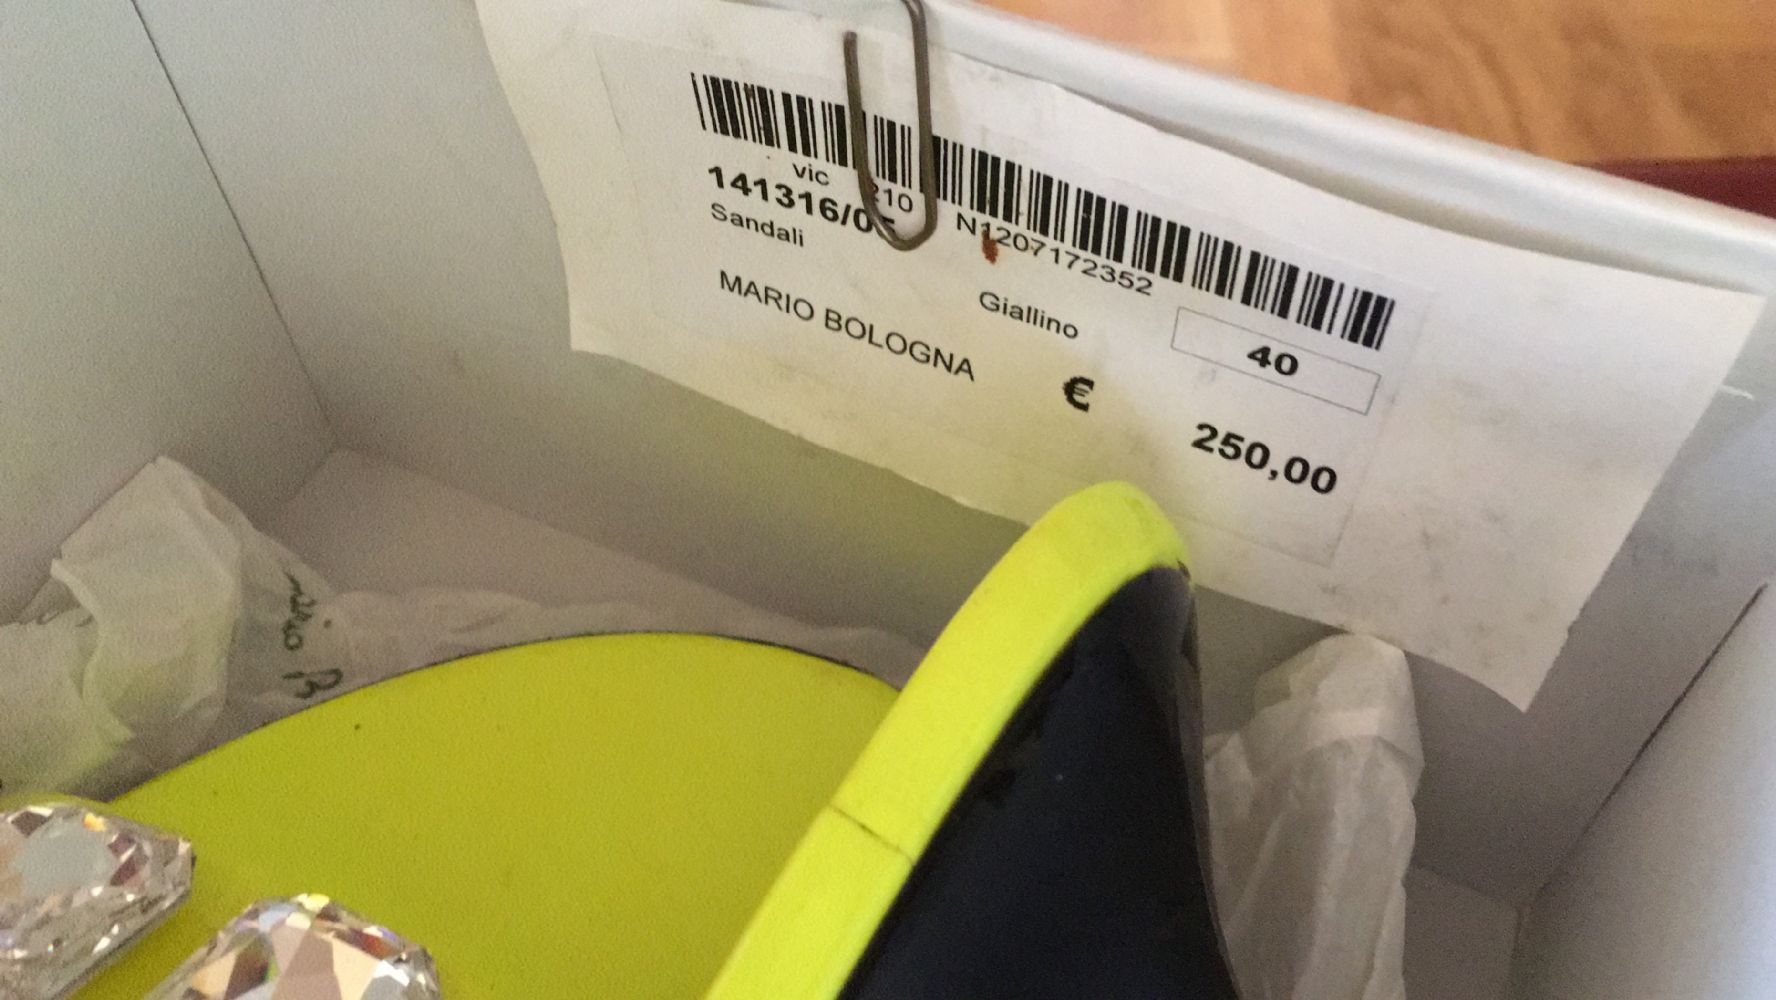 vic
N1207172352
141316/0
Sandali
Giallino
40
MARIO BOLOGNA
€ 250,00